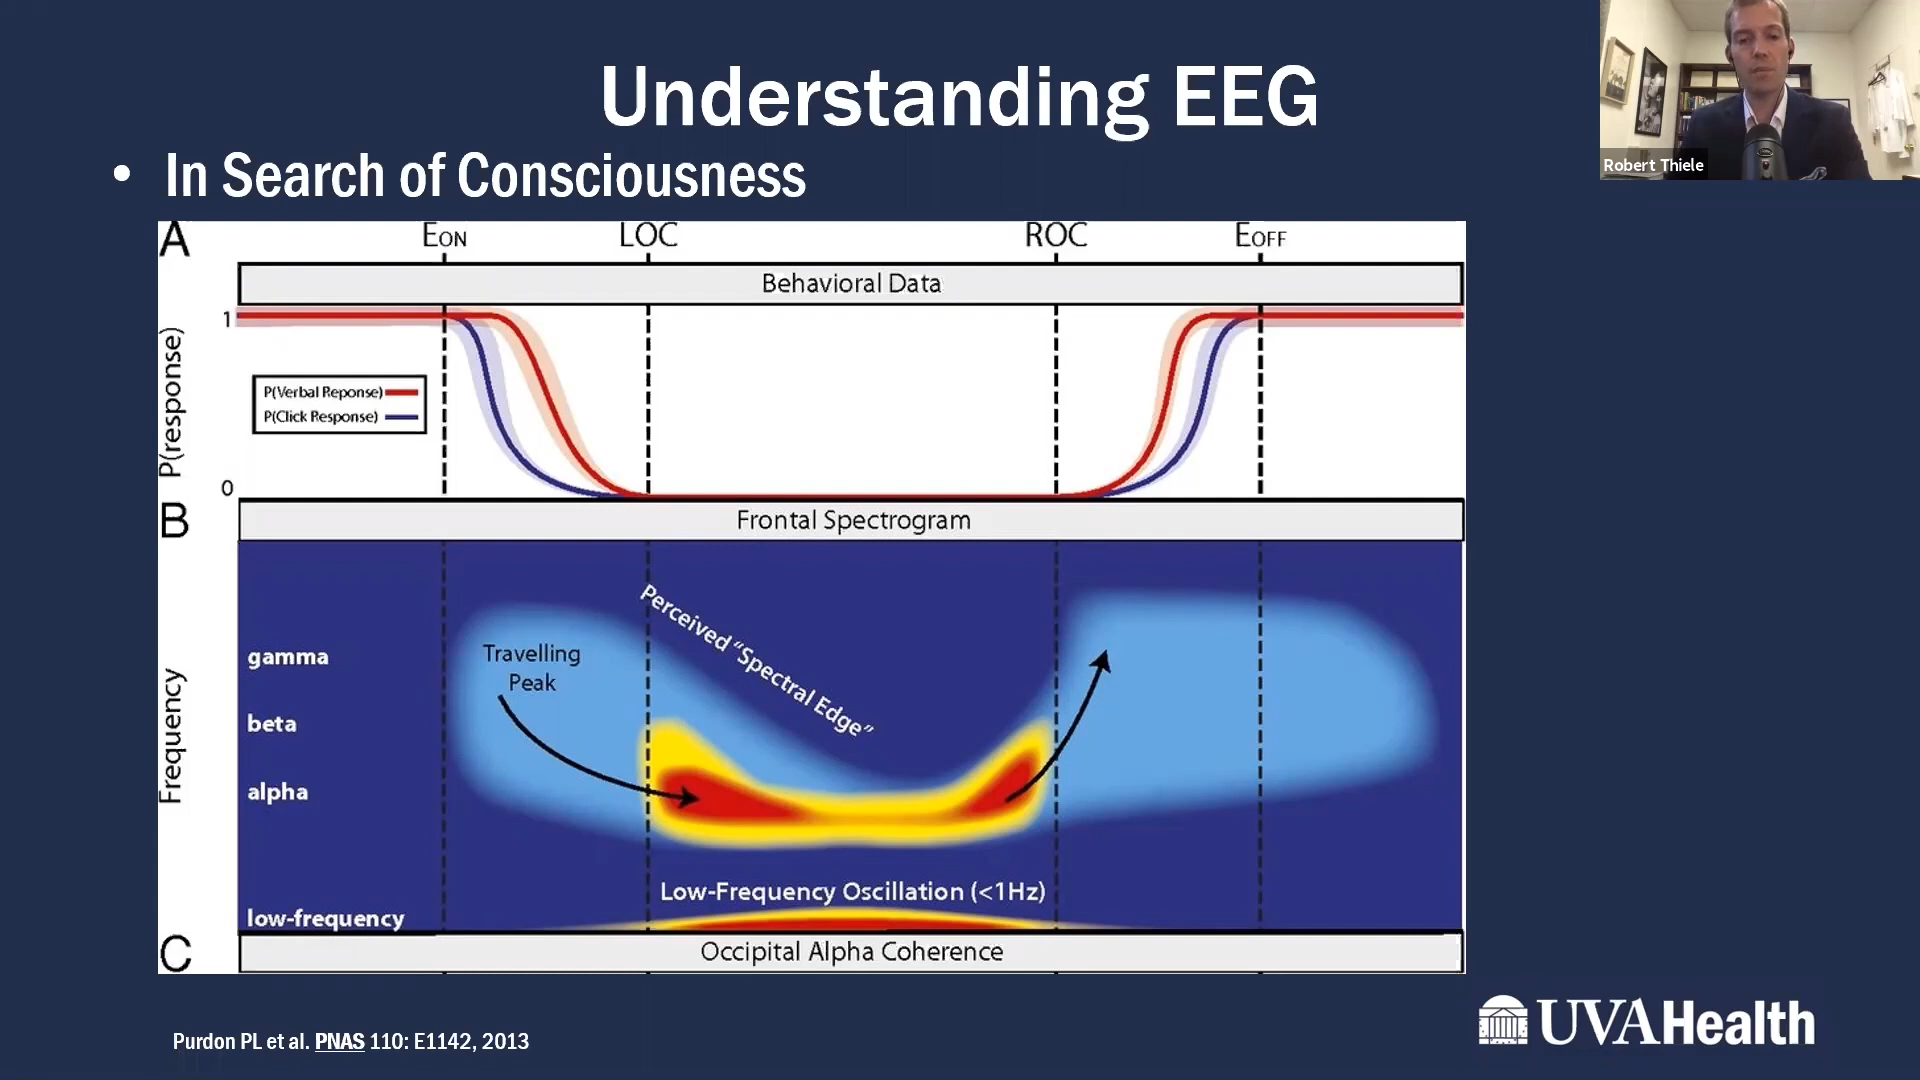 Understanding EEG
Robert Thiele
• In Search of Consciousness
A
EON
LOC
ROC
EOFF
Behavioral Data
P(response)
1
0
P(Verbal Reponse)
P(Click Response)
B
Frontal Spectrogram
Frequency
gamma
beta
alpha
low-frequency
Travelling
Peak
Perceived "Spectral Edge"
Low-Frequency Oscillation (<1Hz)
C
Occipital Alpha Coherence
Purdon PL et al. PNAS 110: E1142, 2013
UVAHealth